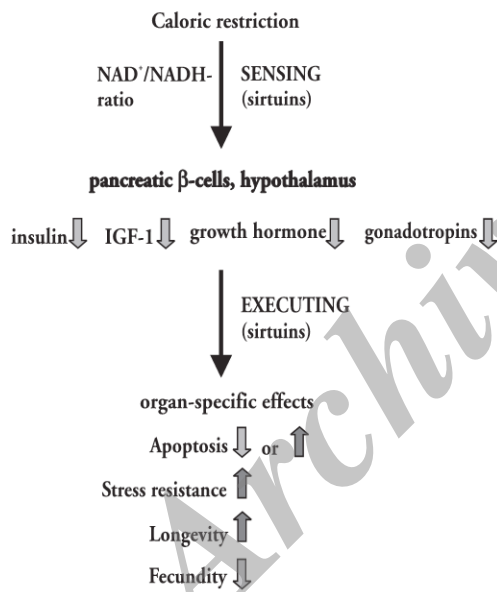 Caloric restriction
NAD+/NADH- SENSING
ratio (sirtuins)
pancreatic β-cells, hypothalamus
insulin IGF-1 growth hormone gonadotropins
EXECUTING
(sirtuins)
organ-specific effects
Apoptosis or
Stress resistance
Longevity
Fecundity
Archiv